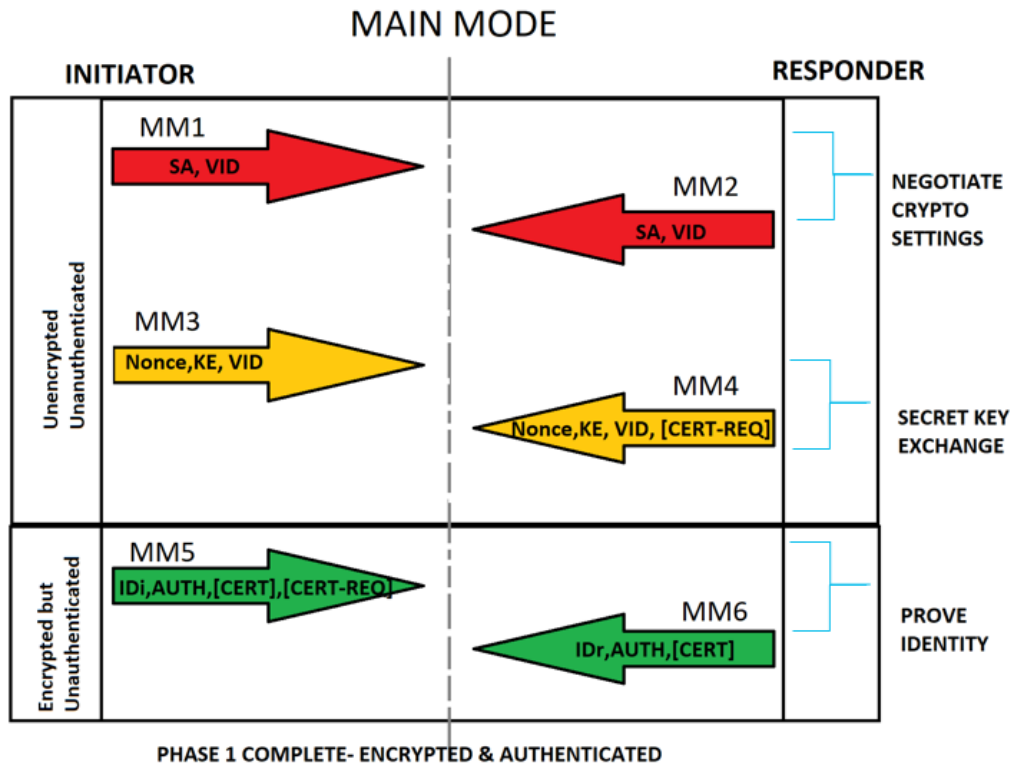 MAIN MODE
INITIATOR
RESPONDER
MM1
SA, VID
MM2
SA, VID
NEGOTIATE
CRYPTO
SETTINGS
Unencrypted
Unanuthenticated
MM3
Nonce,KE, VID
MM4
Nonce,KE, VID, [CERT-REQ]
SECRET KEY
EXCHANGE
Encrypted but
Unauthenticated
MM5
IDi,AUTH,[CERT],[CERT-REQ]
MM6
IDr,AUTH,[CERT]
PROVE
IDENTITY
PHASE 1 COMPLETE- ENCRYPTED & AUTHENTICATED